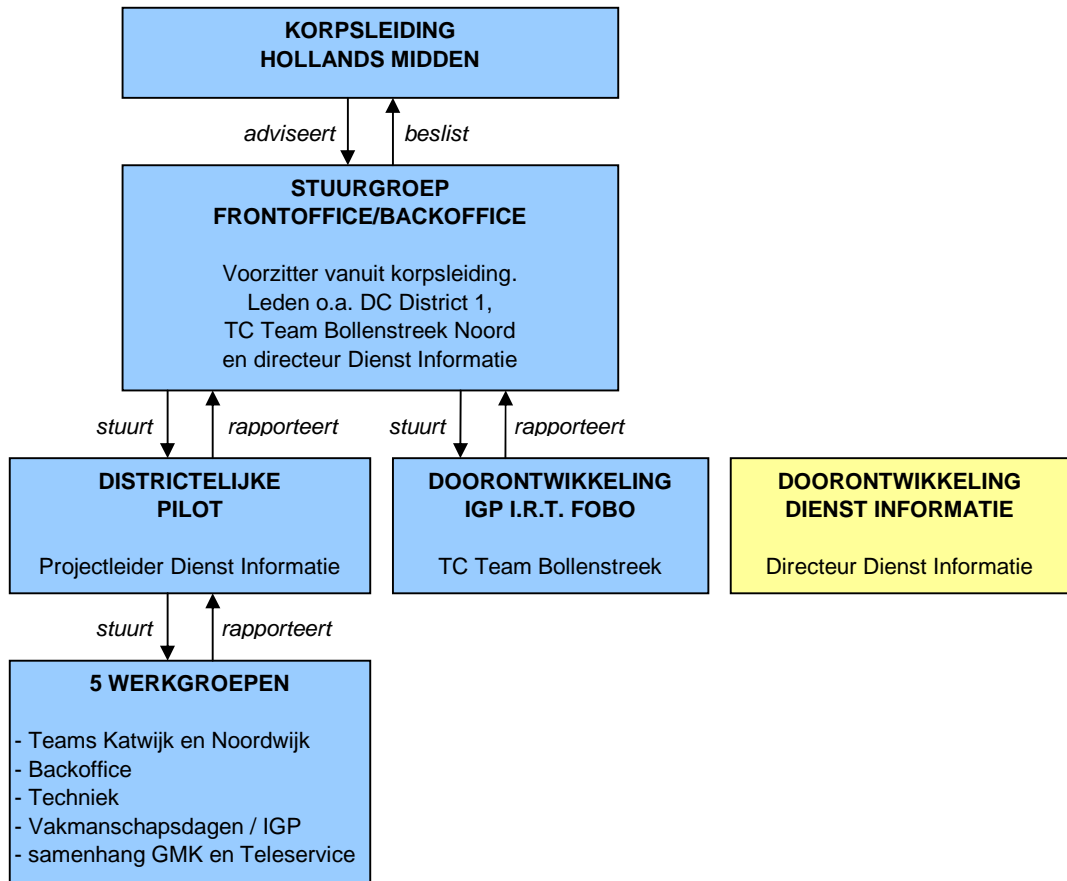 KORPSLEIDING
HOLLANDS MIDDEN
adviseert
beslist
STUURGROEP
FRONTOFFICE/BACKOFFICE
Voorzitter vanuit korpsleiding.
Leden o.a. DC District 1,
TC Team Bollenstreek Noord
en directeur Dienst Informatie
stuurt
rapporteert
stuurt
rapporteert
DISTRICTELIJKE
PILOT
Projectleider Dienst Informatie
DOORONTWIKKELING
IGP I.R.T. FOBO
TC Team Bollenstreek
DOORONTWIKKELING
DIENST INFORMATIE
Directeur Dienst Informatie
stuurt
rapporteert
5 WERKGROEPEN
- Teams Katwijk en Noordwijk
- Backoffice
- Techniek
- Vakmanschapsdagen / IGP
- samenhang GMK en Teleservice